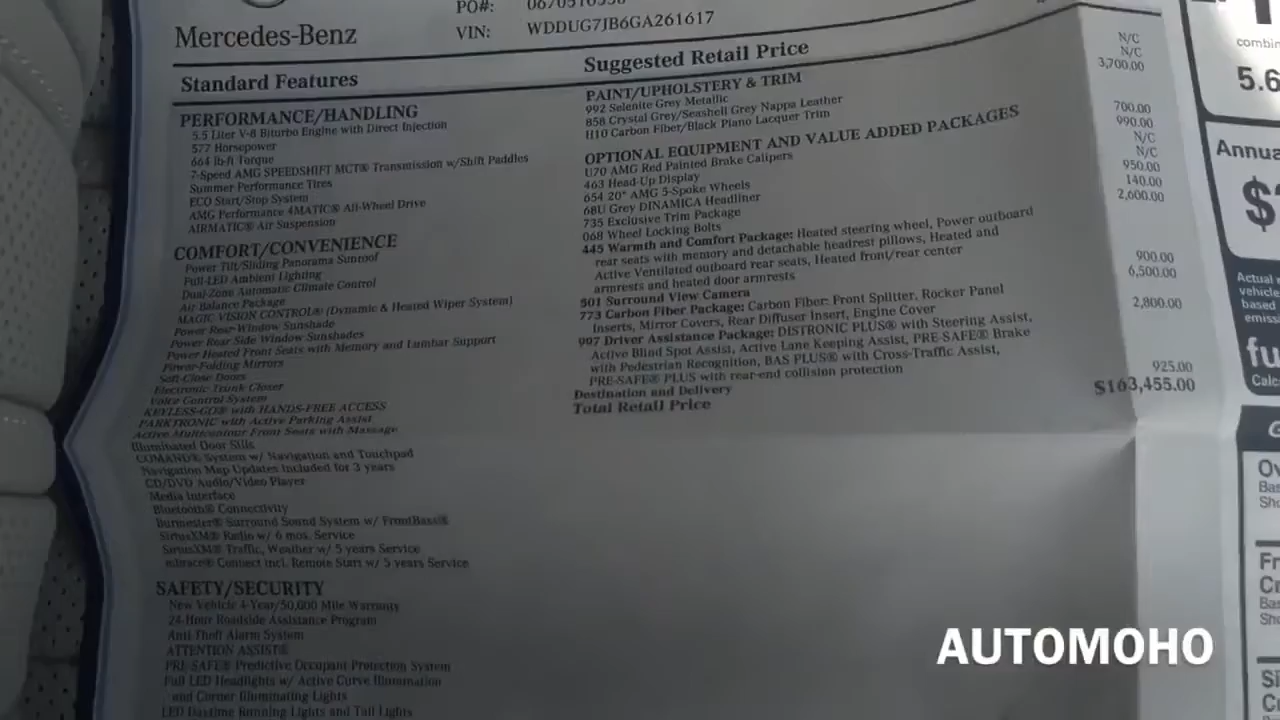 PO#:
Mercedes-Benz
VIN: WDDUG7JB6GA261617
Standard Features
PERFORMANCE/HANDLING
5.5 Liter V-8 Biturbo Engine with Direct Injection
577 Horsepower
664 lb-ft Torque
7-Speed AMG SPEEDSHIFT MCT® Transmission w/Shift Paddles
Summer Performance Tires
ECO Start/Stop System
AMG Performance 4MATIC® All-Wheel Drive
AIRMATIC® Air Suspension
COMFORT/CONVENIENCE
Power Tilt/Sliding Panorama Sunroof
Full-LED Ambient Lighting
Dual-Zone Automatic Climate Control
Air Balance Package
MAGIC VISION CONTROL® (Dynamic & Heated Wiper System)
Power Rear-Window Sunshade
Power Rear Side Window Sunshades
Power Heated Front Seats with Memory and Lumbar Support
Power-Folding Mirrors
Soft-Close Doors
Electronic Trunk Closer
Voice Control System
KEYLESS-GO® with HANDS-FREE ACCESS
PARKTRONIC with Active Parking Assist
Active Multicontour Front Seats with Massage
Illuminated Door Sills
COMAND® System w/ Navigation and Touchpad
Navigation Map Updates Included for 3 years
CD/DVD Audio/Video Player
Media Interface
Bluetooth® Connectivity
Burmester® Surround Sound System w/ FrontBass®
SiriusXM® Radio w/ 6 mos. Service
SiriusXM® Traffic, Weather w/ 5 years Service
mbrace® Connect incl. Remote Start w/ 5 years Service
SAFETY/SECURITY
New Vehicle 4-Year/50,000 Mile Warranty
24-Hour Roadside Assistance Program
Anti-Theft Alarm System
ATTENTION ASSIST®
PRE-SAFE® Predictive Occupant Protection System
Full LED Headlights w/ Active Curve Illumination
and Corner Illuminating Lights
LED Daytime Running Lights and Tail Lights
Suggested Retail Price
PAINT/UPHOLSTERY & TRIM
992 Selenite Grey Metallic N/C
858 Crystal Grey/Seashell Grey Nappa Leather N/C
H10 Carbon Fiber/Black Piano Lacquer Trim 3,700.00
OPTIONAL EQUIPMENT AND VALUE ADDED PACKAGES
U70 AMG Red Painted Brake Calipers 700.00
463 Head-Up Display 990.00
654 20" AMG 5-Spoke Wheels N/C
68U Grey DINAMICA Headliner N/C
735 Exclusive Trim Package 950.00
068 Wheel Locking Bolts 140.00
445 Warmth and Comfort Package: Heated steering wheel, Power outboard 2,600.00
rear seats with memory and detachable headrest pillows, Heated and
Active Ventilated outboard rear seats, Heated front/rear center
armrests and heated door armrests
501 Surround View Camera 900.00
773 Carbon Fiber Package: Carbon Fiber: Front Splitter, Rocker Panel 6,500.00
Inserts, Mirror Covers, Rear Diffuser Insert, Engine Cover
997 Driver Assistance Package: DISTRONIC PLUS® with Steering Assist, 2,800.00
Active Blind Spot Assist, Active Lane Keeping Assist, PRE-SAFE® Brake
with Pedestrian Recognition, BAS PLUS® with Cross-Traffic Assist,
PRE-SAFE® PLUS with rear-end collision protection
Destination and Delivery 925.00
Total Retail Price $163,455.00
5.6
$
Actual
AUTOMOHO